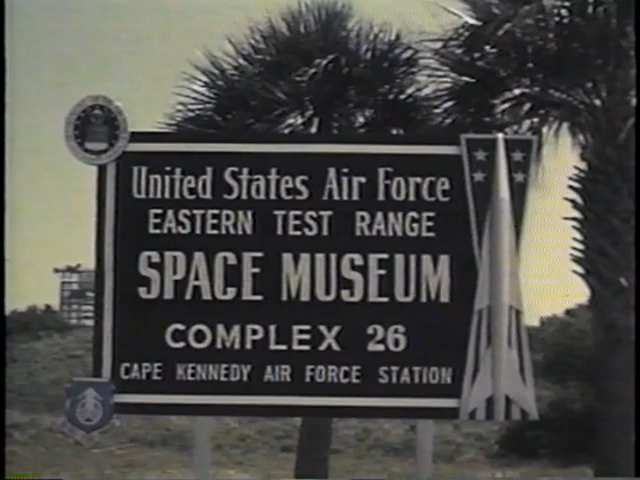 United States Air Force
EASTERN TEST RANGE
SPACE MUSEUM
COMPLEX 26
CAPE KENNEDY AIR FORCE STATION